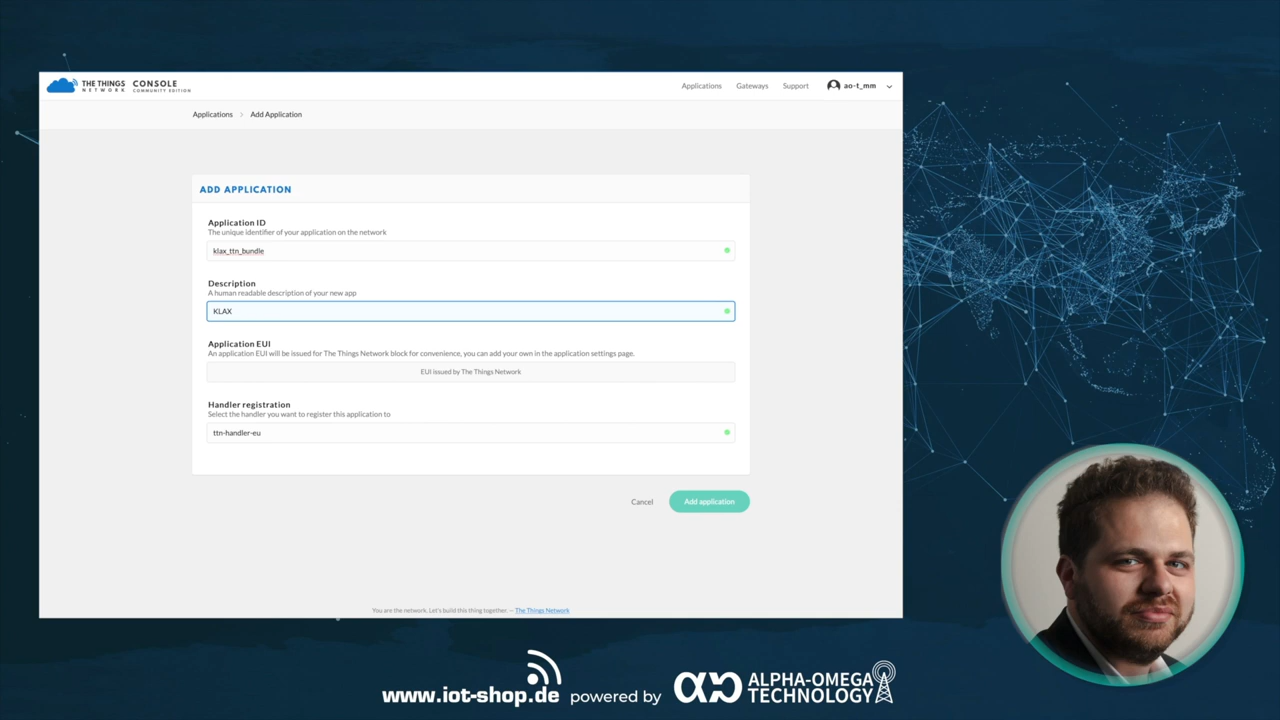 THE THINGS NETWORK
CONSOLE
COMMUNITY EDITION
Applications
Gateways
Support
ao-t_mm
Applications > Add Application
ADD APPLICATION
Application ID
The unique identifier of your application on the network
klax_ttn_bundle
Description
A human readable description of your new app
KLAX
Application EUI
An application EUI will be issued for The Things Network block for convenience, you can add your own in the application settings page.
EUI issued by The Things Network
Handler registration
Select the handler you want to register this application to
ttn-handler-eu
Cancel
Add application
You are the network. Let's build this thing together. — The Things Network
www.iot-shop.de powered by
ALPHA-OMEGA
TECHNOLOGY